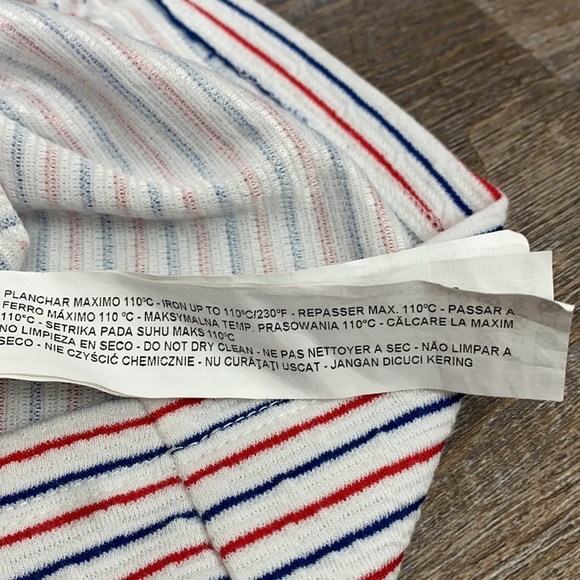 PLANCHAR MAXIMO 110ºC - IRON UP TO 110ºC/230ºF - REPASSER MAX. 110ºC - PASSAR A
FERRO MÁXIMO 110 ºC - MAKSYMALNA TEMP. PRASOWANIA 110ºC - CĂLCARE LA MAXIM
110ºC - SETRIKA PADA SUHU MAKS 110ºC
NO LIMPIEZA EN SECO - DO NOT DRY CLEAN - NE PAS NETTOYER A SEC - NÃO LIMPAR A
SECO - NIE CZYŚCIĆ CHEMICZNIE - NU CURĂŢAŢI USCAT - JANGAN DICUCI KERING